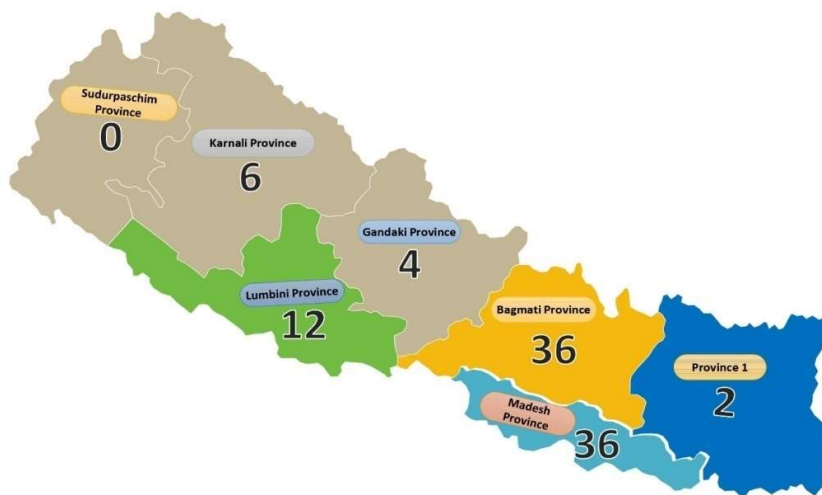 Sudurpaschim
Province
0
Karnali Province
6
Gandaki Province
4
Lumbini Province
12
Bagmati Province
36
Province 1
2
Madesh
Province
36